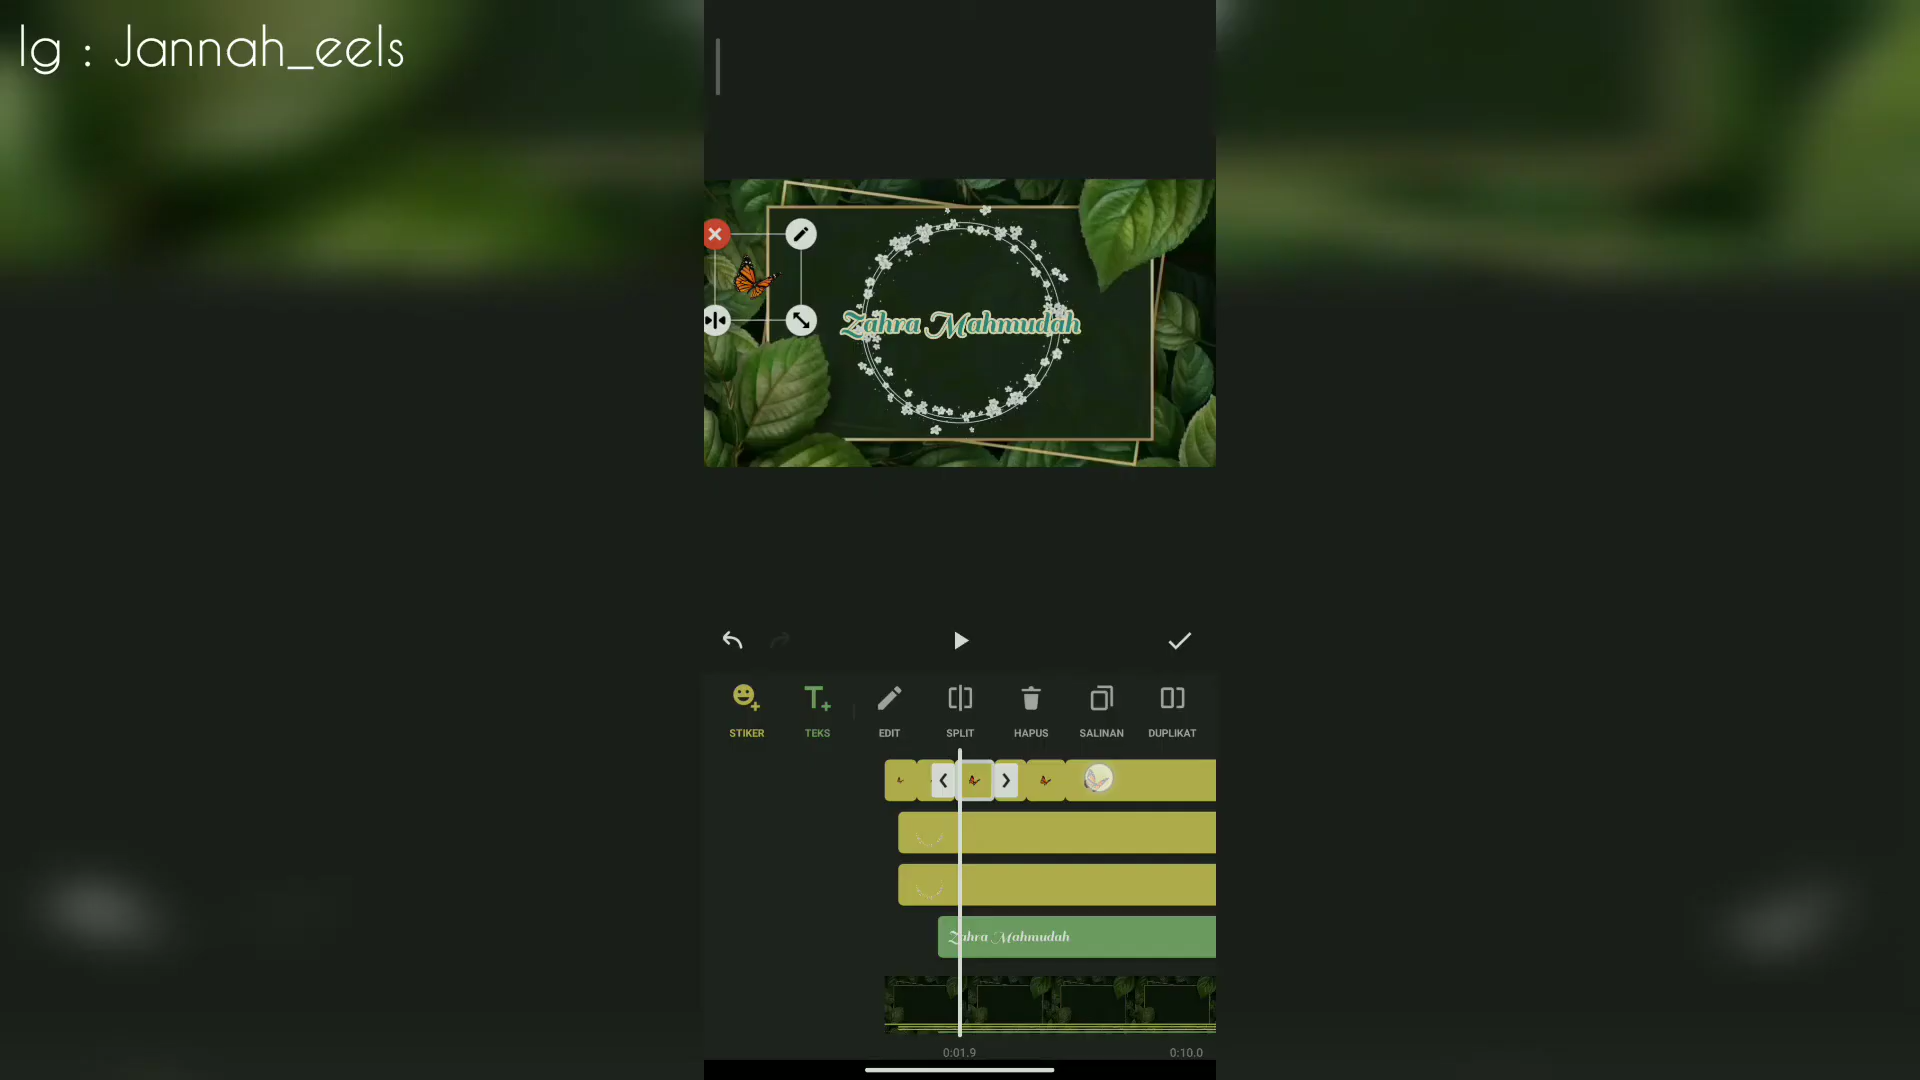 Ig : Jannah_eels
Zahra Mahmudah
STIKER TEKS EDIT SPLIT HAPUS SALINAN DUPLIKAT
Zahra Mahmudah
0:01.9 0:10.0